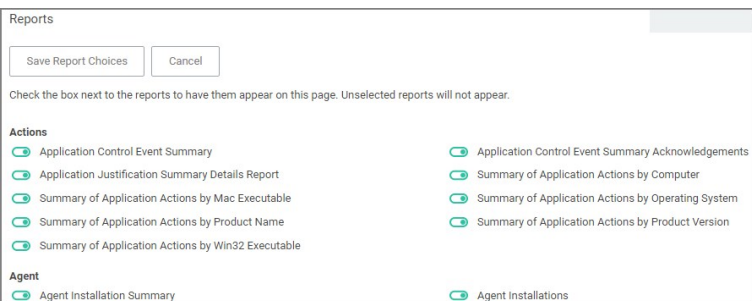 Reports
Save Report Choices
Cancel
Check the box next to the reports to have them appear on this page. Unselected reports will not appear.
Actions
Application Control Event Summary
Application Control Event Summary Acknowledgements
Application Justification Summary Details Report
Summary of Application Actions by Computer
Summary of Application Actions by Mac Executable
Summary of Application Actions by Operating System
Summary of Application Actions by Product Name
Summary of Application Actions by Product Version
Summary of Application Actions by Win32 Executable
Agent
Agent Installation Summary
Agent Installations